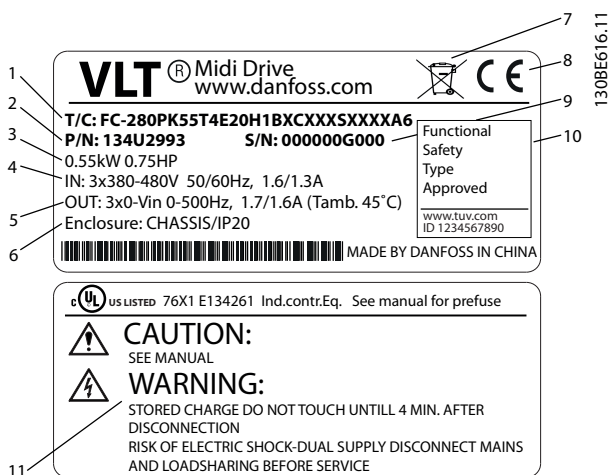 7
130BE616.11
1
VLT ® Midi Drive
www.danfoss.com
CE
8
9
2
T/C: FC-280PK55T4E20H1BXCXXXSXXXXA6
3
P/N: 134U2993 S/N: 000000G000
10
Functional
Safety
Type
Approved
www.tuv.com
ID 1234567890
0.55kW 0.75HP
4
IN: 3x380-480V 50/60Hz, 1.6/1.3A
5
OUT: 3x0-Vin 0-500Hz, 1.7/1.6A (Tamb. 45˚C)
6
Enclosure: CHASSIS/IP20
MADE BY DANFOSS IN CHINA
c UL US LISTED 76X1 E134261 Ind.contr.Eq. See manual for prefuse
CAUTION:
SEE MANUAL
WARNING:
STORED CHARGE DO NOT TOUCH UNTILL 4 MIN. AFTER
DISCONNECTION
RISK OF ELECTRIC SHOCK-DUAL SUPPLY DISCONNECT MAINS
AND LOADSHARING BEFORE SERVICE
11